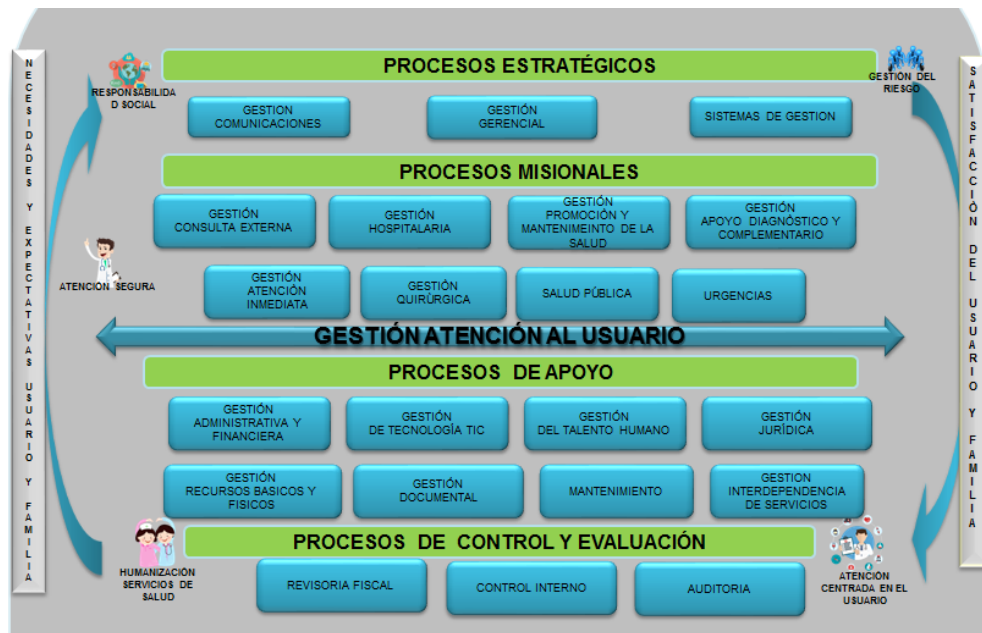 NECESIDADES Y EXPECTATIVAS USUARIO Y FAMILIA
RESPONSABILIDA
D SOCIAL
PROCESOS ESTRATÉGICOS
GESTIÓN DEL
RIESGO
GESTION
COMUNICACIONES
GESTIÓN
GERENCIAL
SISTEMAS DE GESTION
PROCESOS MISIONALES
GESTIÓN
CONSULTA EXTERNA
GESTIÓN
HOSPITALARIA
GESTIÓN
PROMOCIÓN Y
MANTENIMEINTO DE LA
SALUD
GESTIÓN
APOYO DIAGNÓSTICO Y
COMPLEMENTARIO
ATENCIÓN SEGURA
GESTIÓN
ATENCIÓN
INMEDIATA
GESTIÓN
QUIRÙRGICA
SALUD PÚBLICA
URGENCIAS
GESTIÓN ATENCIÓN AL USUARIO
PROCESOS DE APOYO
GESTIÓN
ADMINISTRATIVA Y
FINANCIERA
GESTIÓN
DE TECNOLOGÍA TIC
GESTIÓN
DEL TALENTO HUMANO
GESTIÓN
JURÍDICA
GESTIÓN
RECURSOS BASICOS Y
FISICOS
GESTIÓN
DOCUMENTAL
MANTENIMIENTO
GESTION
INTERDEPENDENCIA
DE SERVICIOS
PROCESOS DE CONTROL Y EVALUACIÓN
HUMANIZACIÓN
SERVICIOS DE
SALUD
REVISORIA FISCAL
CONTROL INTERNO
AUDITORIA
ATENCIÓN
CENTRADA EN EL
USUARIO
SATISFACCIÓN DEL USUARIO Y FAMILIA